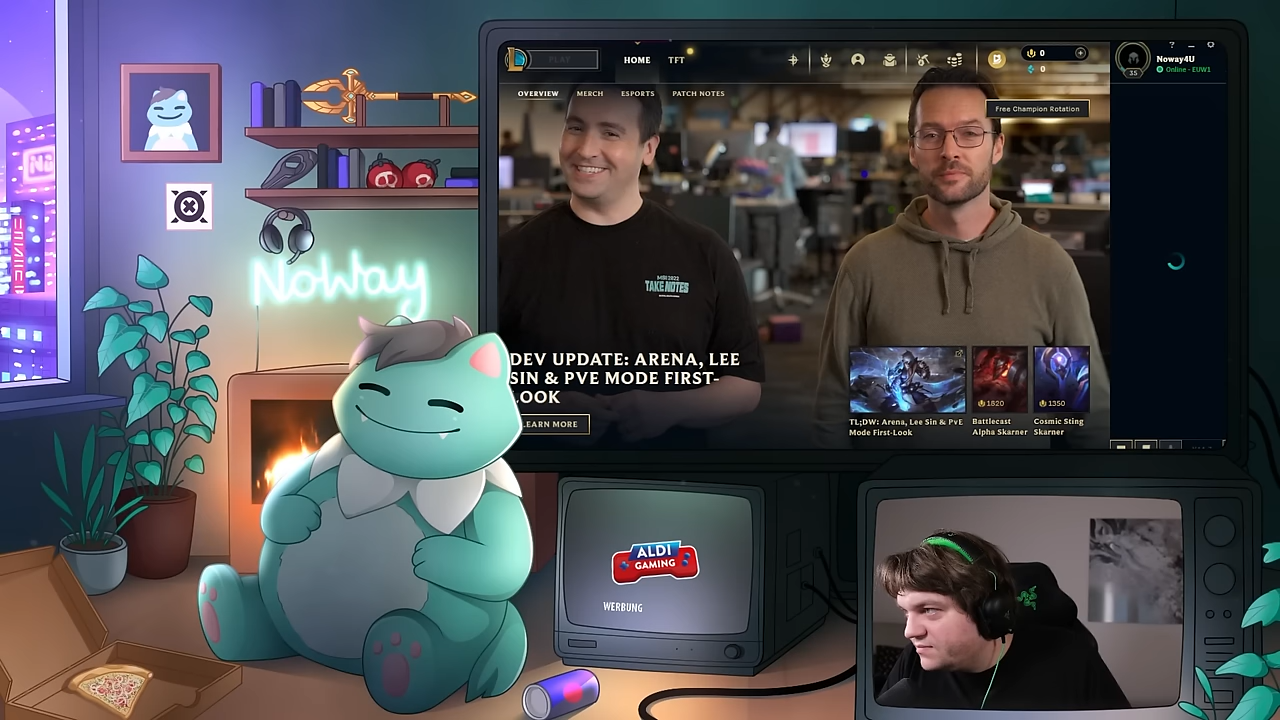 PLAY
HOME
TFT
0
0
35
Noway4U
Online - EUW1
OVERVIEW
MERCH
ESPORTS
PATCH NOTES
Free Champion Rotation
MSI 2022
TAKE NOTES
NoWay
DEV UPDATE: ARENA, LEE
SIN & PVE MODE FIRST-
LOOK
LEARN MORE
1820
1350
TL;DW: Arena, Lee Sin & PvE
Mode First-Look
Battlecast
Alpha Skarner
Cosmic Sting
Skarner
ALDI
GAMING
WERBUNG